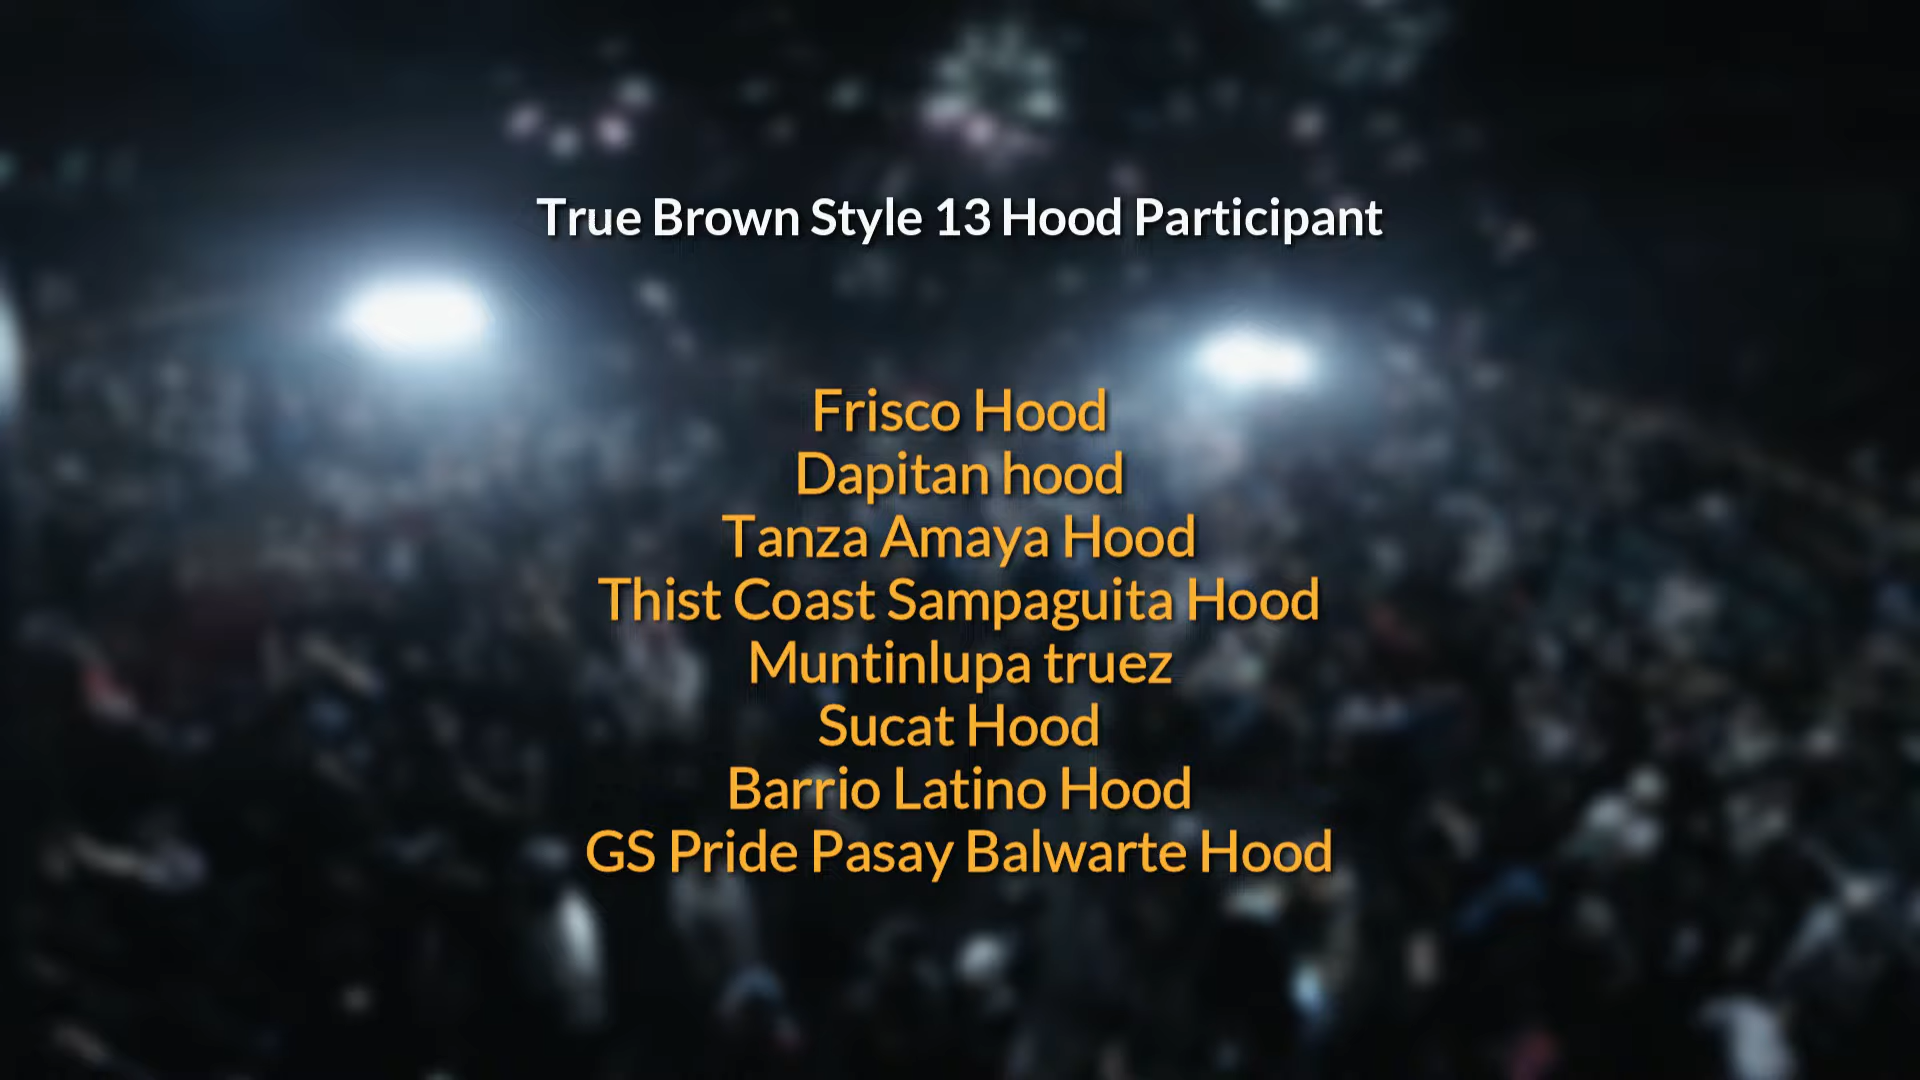 True Brown Style 13 Hood Participant
Frisco Hood
Dapitan hood
Tanza Amaya Hood
Thist Coast Sampaguita Hood
Muntinlupa truez
Sucat Hood
Barrio Latino Hood
GS Pride Pasay Balwarte Hood